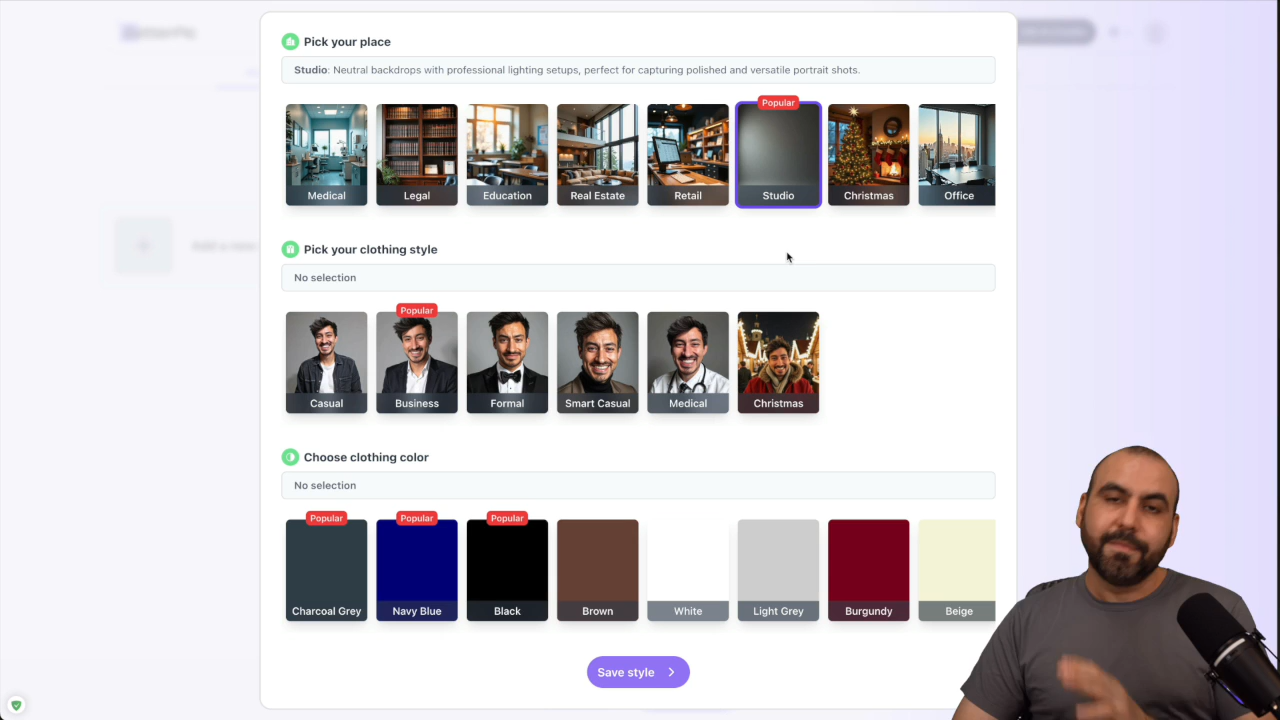 Pick your place
Studio: Neutral backdrops with professional lighting setups, perfect for capturing polished and versatile portrait shots.
Popular
Medical
Legal
Education
Real Estate
Retail
Studio
Christmas
Office
Pick your clothing style
No selection
Popular
Casual
Business
Formal
Smart Casual
Medical
Christmas
Choose clothing color
No selection
Popular
Popular
Popular
Charcoal Grey
Navy Blue
Black
Brown
White
Light Grey
Burgundy
Beige
Save style